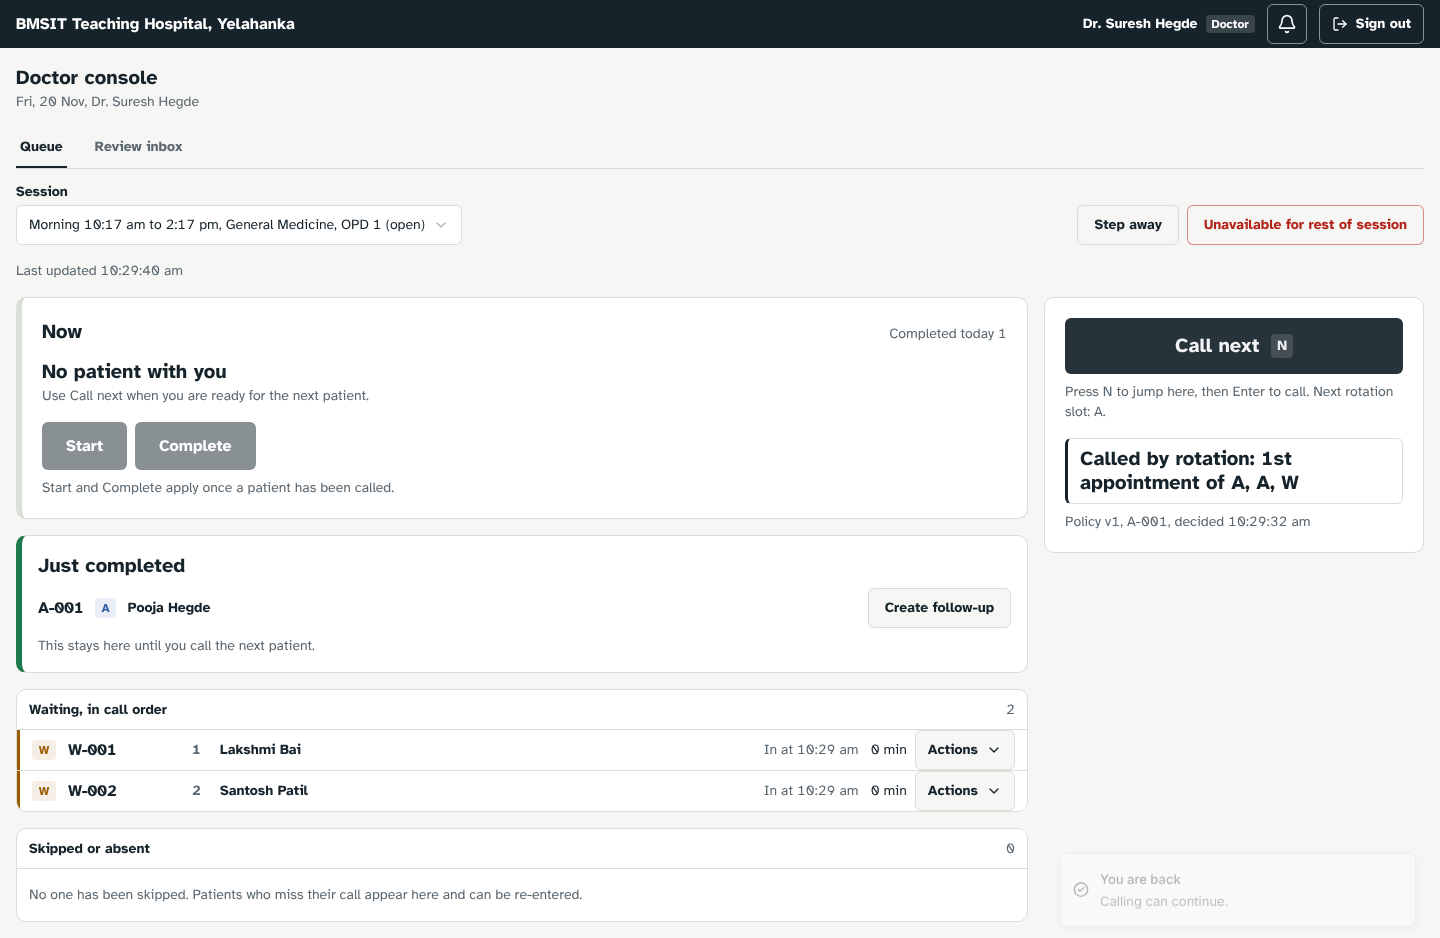 BMSIT Teaching Hospital, Yelahanka
Dr. Suresh Hegde Doctor
Sign out
Doctor console
Fri, 20 Nov, Dr. Suresh Hegde
Queue
Review inbox
Session
Morning 10:17 am to 2:17 pm, General Medicine, OPD 1 (open)
Step away
Unavailable for rest of session
Last updated 10:29:40 am
Now
Completed today 1
No patient with you
Use Call next when you are ready for the next patient.
Start
Complete
Start and Complete apply once a patient has been called.
Call next N
Press N to jump here, then Enter to call. Next rotation
slot: A.
Called by rotation: 1st
appointment of A, A, W
Policy v1, A-001, decided 10:29:32 am
Just completed
A-001 A Pooja Hegde
Create follow-up
This stays here until you call the next patient.
Waiting, in call order 2
W W-001 1 Lakshmi Bai In at 10:29 am 0 min Actions
W W-002 2 Santosh Patil In at 10:29 am 0 min Actions
Skipped or absent 0
No one has been skipped. Patients who miss their call appear here and can be re-entered.
You are back
Calling can continue.